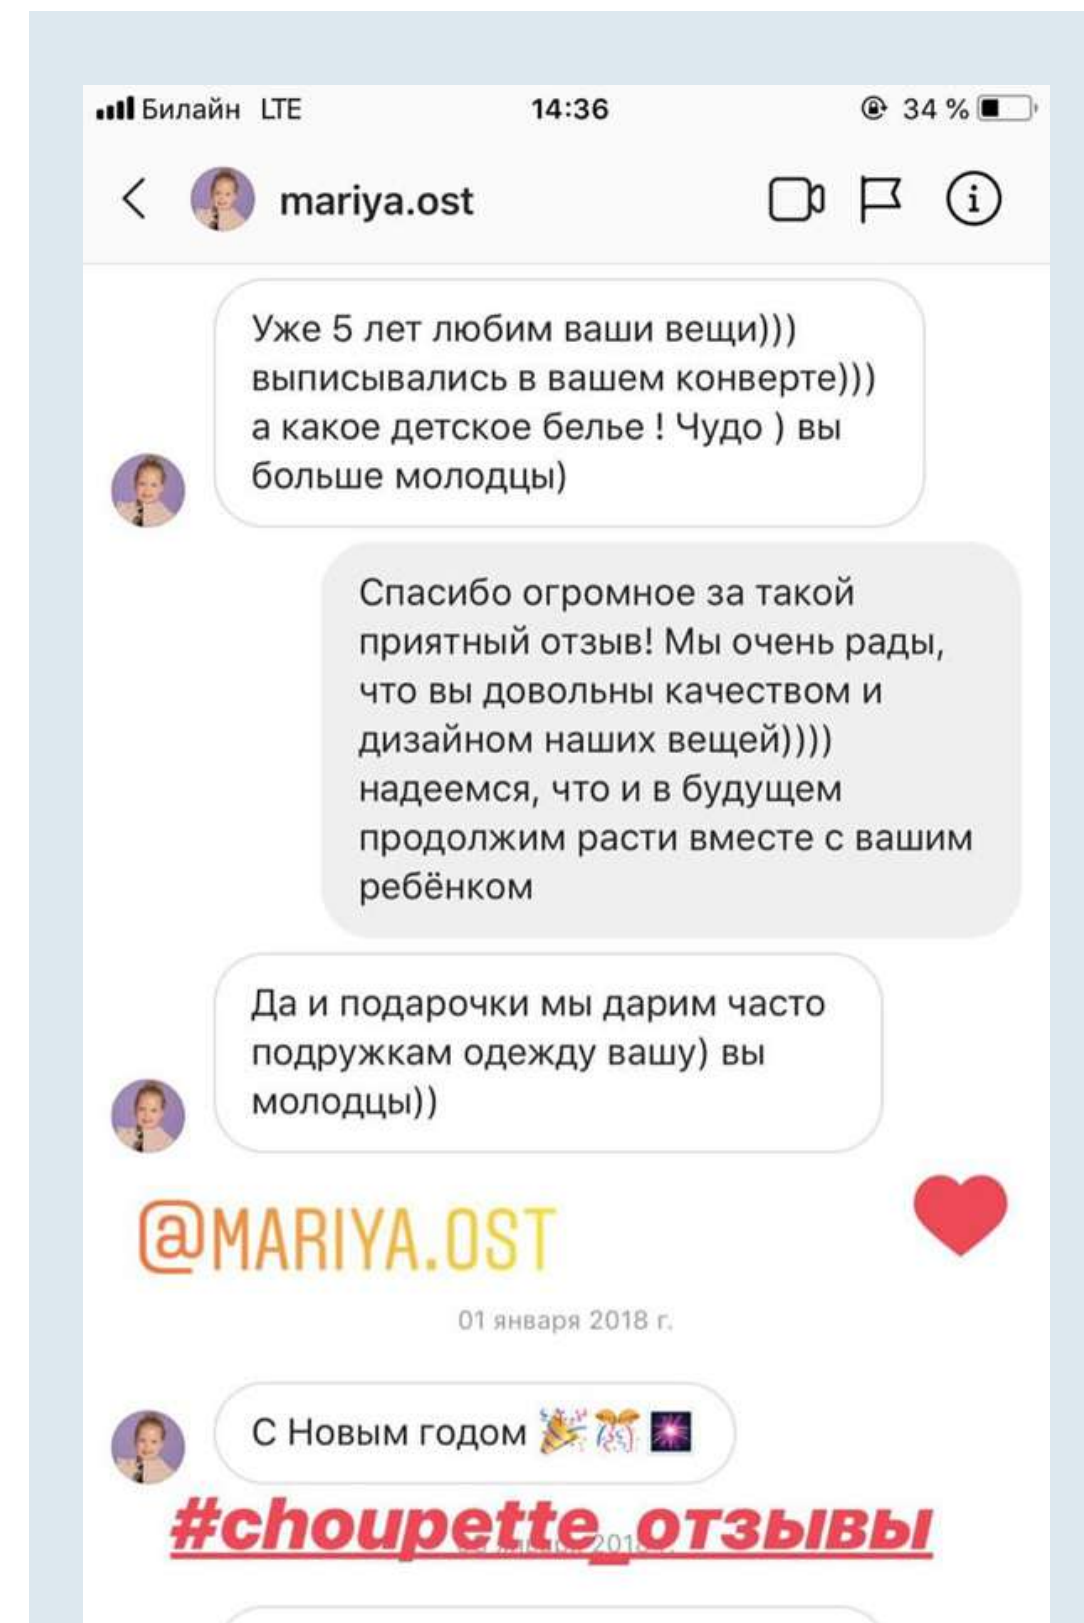 Билайн LTE 14:36 34 %
mariya.ost
Уже 5 лет любим ваши вещи)))
выписывались в вашем конверте)))
а какое детское белье ! Чудо ) вы
больше молодцы)
Спасибо огромное за такой
приятный отзыв! Мы очень рады,
что вы довольны качеством и
дизайном наших вещей))))
надеемся, что и в будущем
продолжим расти вместе с вашим
ребёнком
Да и подарочки мы дарим часто
подружкам одежду вашу) вы
молодцы))
@MARIYA.OST
01 января 2018 г.
С Новым годом 🎉🎊🎆
#choupette_отзывы